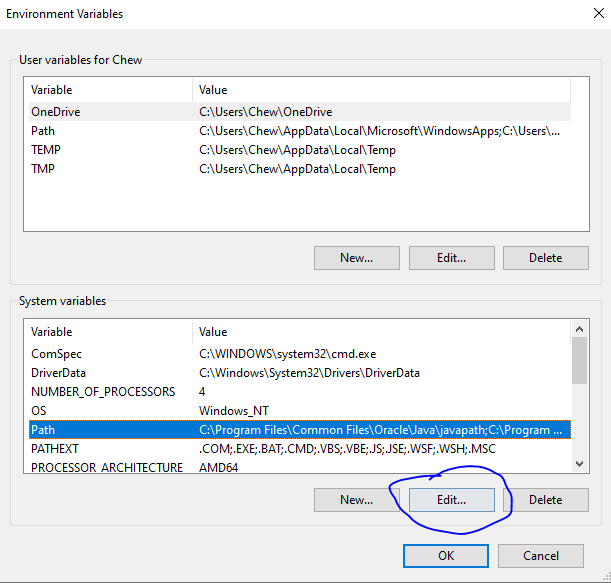 Environment Variables
User variables for Chew
Variable Value
OneDrive C:\Users\Chew\OneDrive
Path C:\Users\Chew\AppData\Local\Microsoft\WindowsApps;C:\Users\...
TEMP C:\Users\Chew\AppData\Local\Temp
TMP C:\Users\Chew\AppData\Local\Temp
New... Edit... Delete
System variables
Variable Value
ComSpec C:\WINDOWS\system32\cmd.exe
DriverData C:\Windows\System32\Drivers\DriverData
NUMBER_OF_PROCESSORS 4
OS Windows_NT
Path C:\Program Files\Common Files\Oracle\Java\javapath;C:\Program ...
PATHEXT .COM;.EXE;.BAT;.CMD;.VBS;.VBE;.JS;.JSE;.WSF;.WSH;.MSC
PROCESSOR_ARCHITECTURE AMD64
New... Edit... Delete
OK Cancel